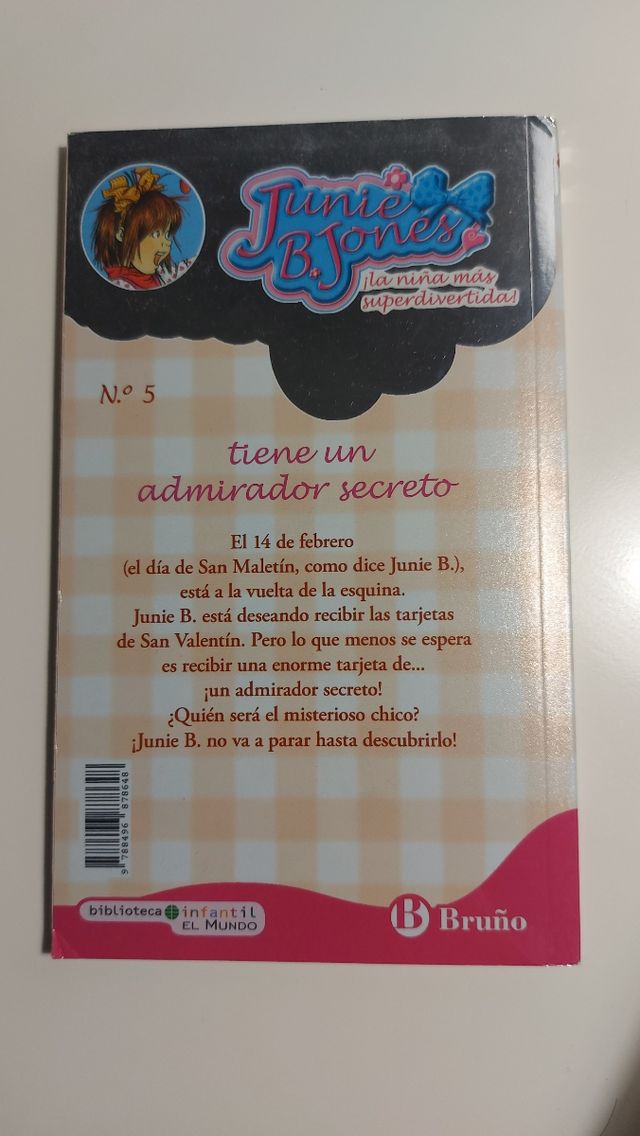 Junie
B. Jones
¡la niña más
superdivertida!
N.º 5
tiene un
admirador secreto
El 14 de febrero
(el día de San Maletín, como dice Junie B.),
está a la vuelta de la esquina.
Junie B. está deseando recibir las tarjetas
de San Valentín. Pero lo que menos se espera
es recibir una enorme tarjeta de...
¡un admirador secreto!
¿Quién será el misterioso chico?
¡Junie B. no va a parar hasta descubrirlo!
9 788496 878648
biblioteca infantil
EL MUNDO
B Bruño